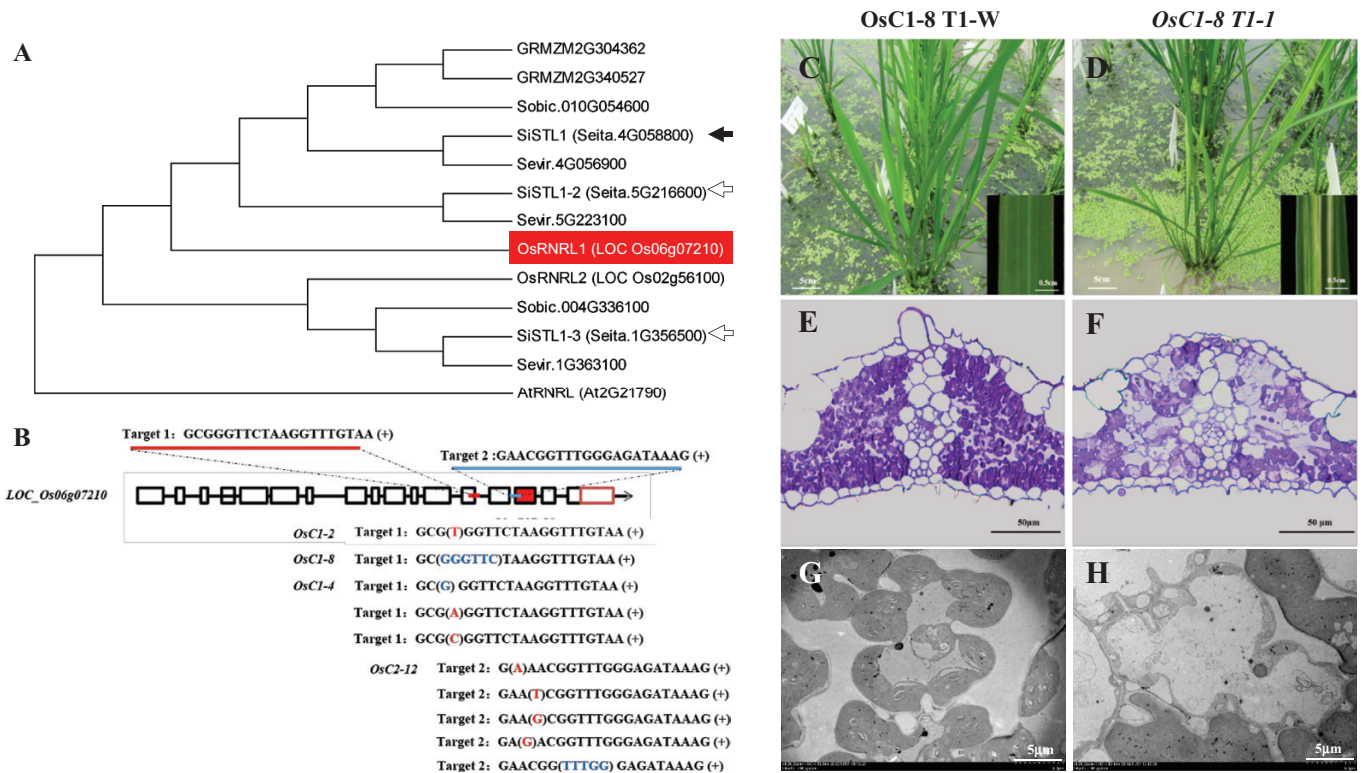 OsC1-8 T1-W
OsC1-8 T1-1
A
GRMZM2G304362
GRMZM2G340527
Sobic.010G054600
SiSTL1 (Seita.4G058800)
Sevir.4G056900
SiSTL1-2 (Seita.5G216600)
Sevir.5G223100
OsRNRL1 (LOC Os06g07210)
OsRNRL2 (LOC Os02g56100)
Sobic.004G336100
SiSTL1-3 (Seita.1G356500)
Sevir.1G363100
AtRNRL (At2G21790)
B
Target 1: GCGGGTTCTAAGGTTTGTAA (+)
Target 2 :GAACGGTTTGGGAGATAAAG (+)
LOC_Os06g07210
OsC1-2 Target 1: GCG(T)GGTTCTAAGGTTTGTAA (+)
OsC1-8 Target 1: GC(GGGTTC)TAAGGTTTGTAA (+)
OsC1-4 Target 1: GC(G) GGTTCTAAGGTTTGTAA (+)
Target 1: GCG(A)GGTTCTAAGGTTTGTAA (+)
Target 1: GCG(C)GGTTCTAAGGTTTGTAA (+)
OsC2-12 Target 2: G(A)AACGGTTTGGGAGATAAAG (+)
Target 2: GAA(T)CGGTTTGGGAGATAAAG (+)
Target 2: GAA(G)CGGTTTGGGAGATAAAG (+)
Target 2: GA(G)ACGGTTTGGGAGATAAAG (+)
Target 2: GAACGG(TTTGG) GAGATAAAG (+)
C
5cm
0.5cm
D
5cm
0.5cm
E
50μm
F
50 μm
G
5μm
H
5μm